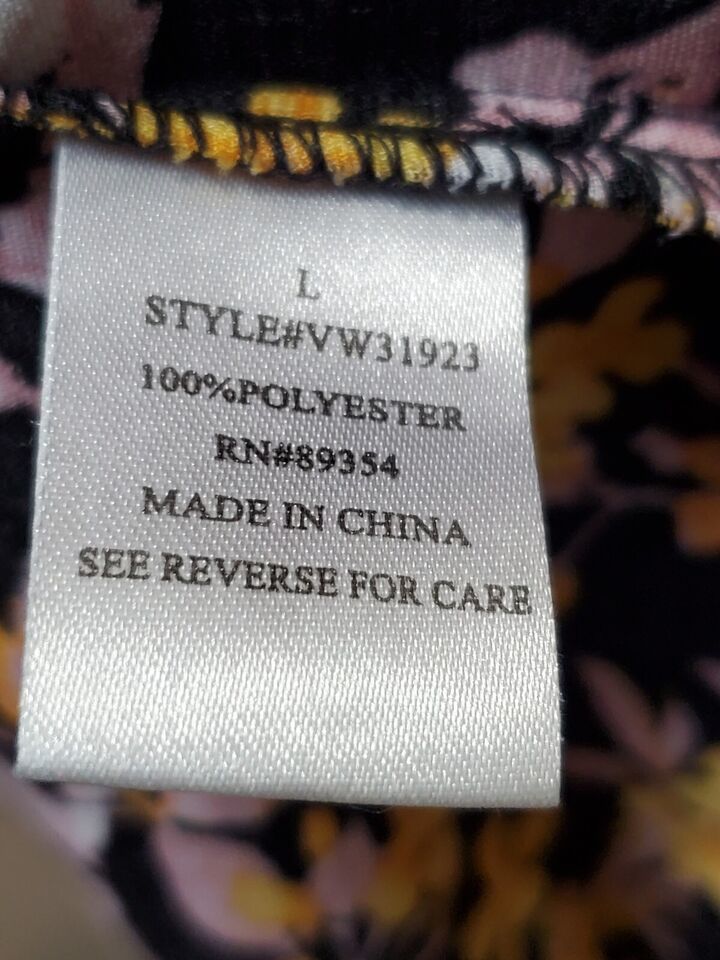 L
STYLE#VW31923
100%POLYESTER
RN#89354
MADE IN CHINA
SEE REVERSE FOR CARE